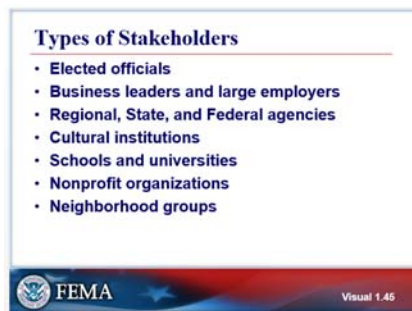 Types of Stakeholders
• Elected officials
• Business leaders and large employers
• Regional, State, and Federal agencies
• Cultural institutions
• Schools and universities
• Nonprofit organizations
• Neighborhood groups
FEMA
Visual 1.45